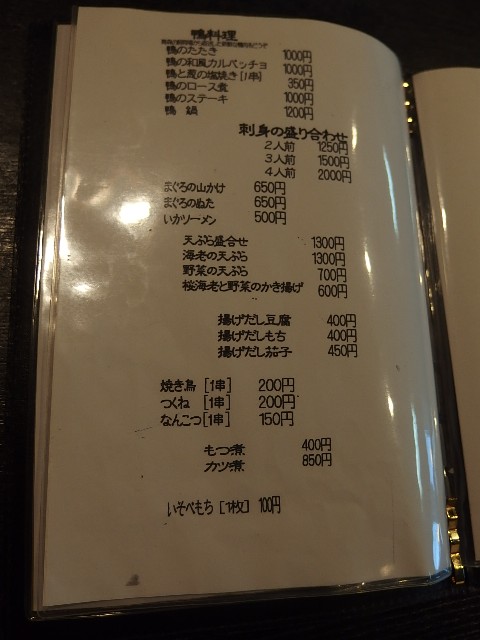 鴨料理
鴨のたたき 1000円
鴨の和風カルパッチョ 1000円
鴨と葱の塩焼き[1串] 350円
鴨のロース煮 1000円
鴨のステーキ 1000円
鴨 鍋 1200円
刺身の盛り合わせ
2人前 1250円
3人前 1500円
4人前 2000円
まぐろの山かけ 650円
まぐろのぬた 650円
いかソーメン 500円
天ぷら盛合せ 1300円
海老の天ぷら 1300円
野菜の天ぷら 700円
桜海老と野菜のかき揚げ 600円
揚げだし豆腐 400円
揚げだしもち 400円
揚げだし茄子 450円
焼き鳥 [1串] 200円
つくね [1串] 200円
なんこつ[1串] 150円
もつ煮 400円
カツ煮 850円
いそべもち [1枚] 100円